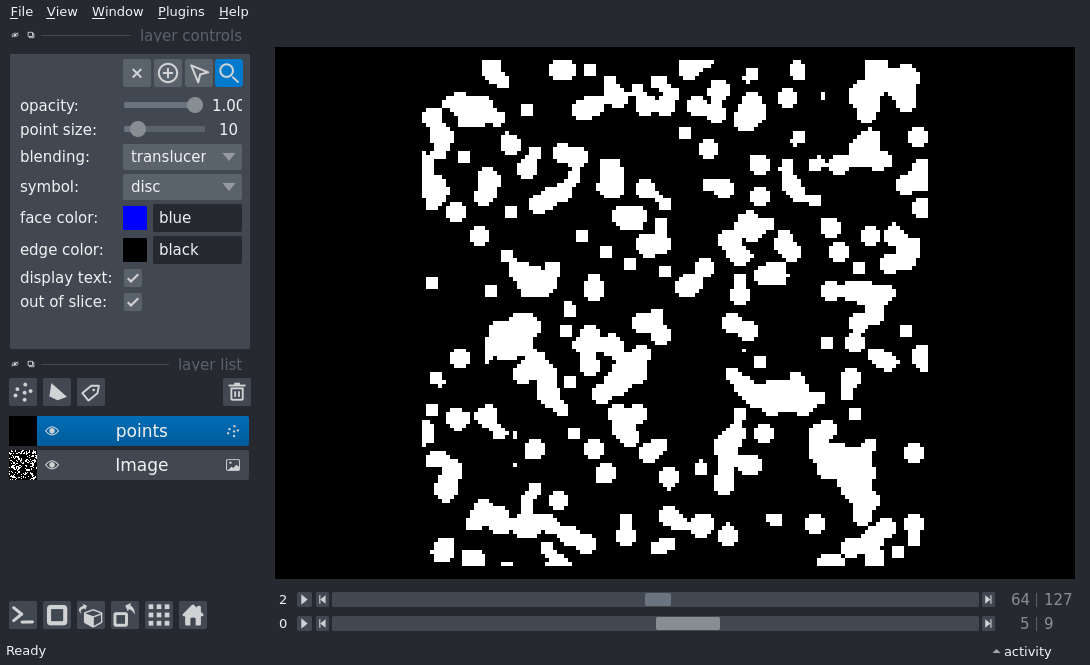 File View Window Plugins Help
layer controls
opacity: 1.00
point size: 10
blending: translucer
symbol: disc
face color: blue
edge color: black
display text:
out of slice:
layer list
points
Image
2 64 | 127
0 5 | 9
Ready activity